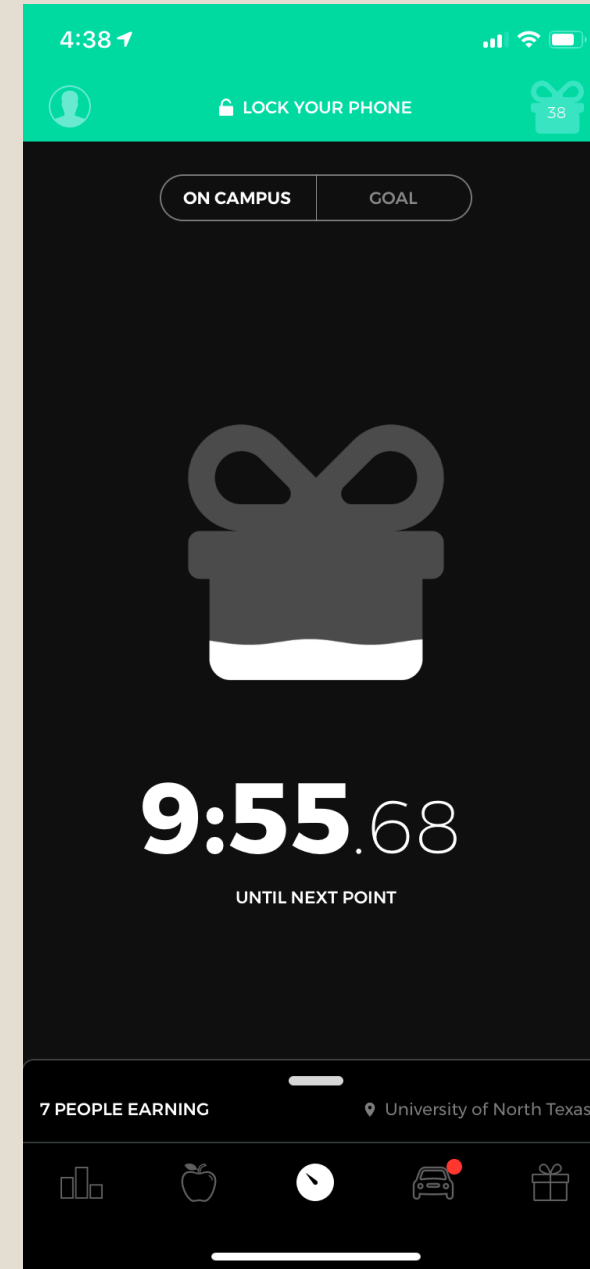 4:38
LOCK YOUR PHONE
38
ON CAMPUS
GOAL
9:55.68
UNTIL NEXT POINT
7 PEOPLE EARNING
University of North Texas